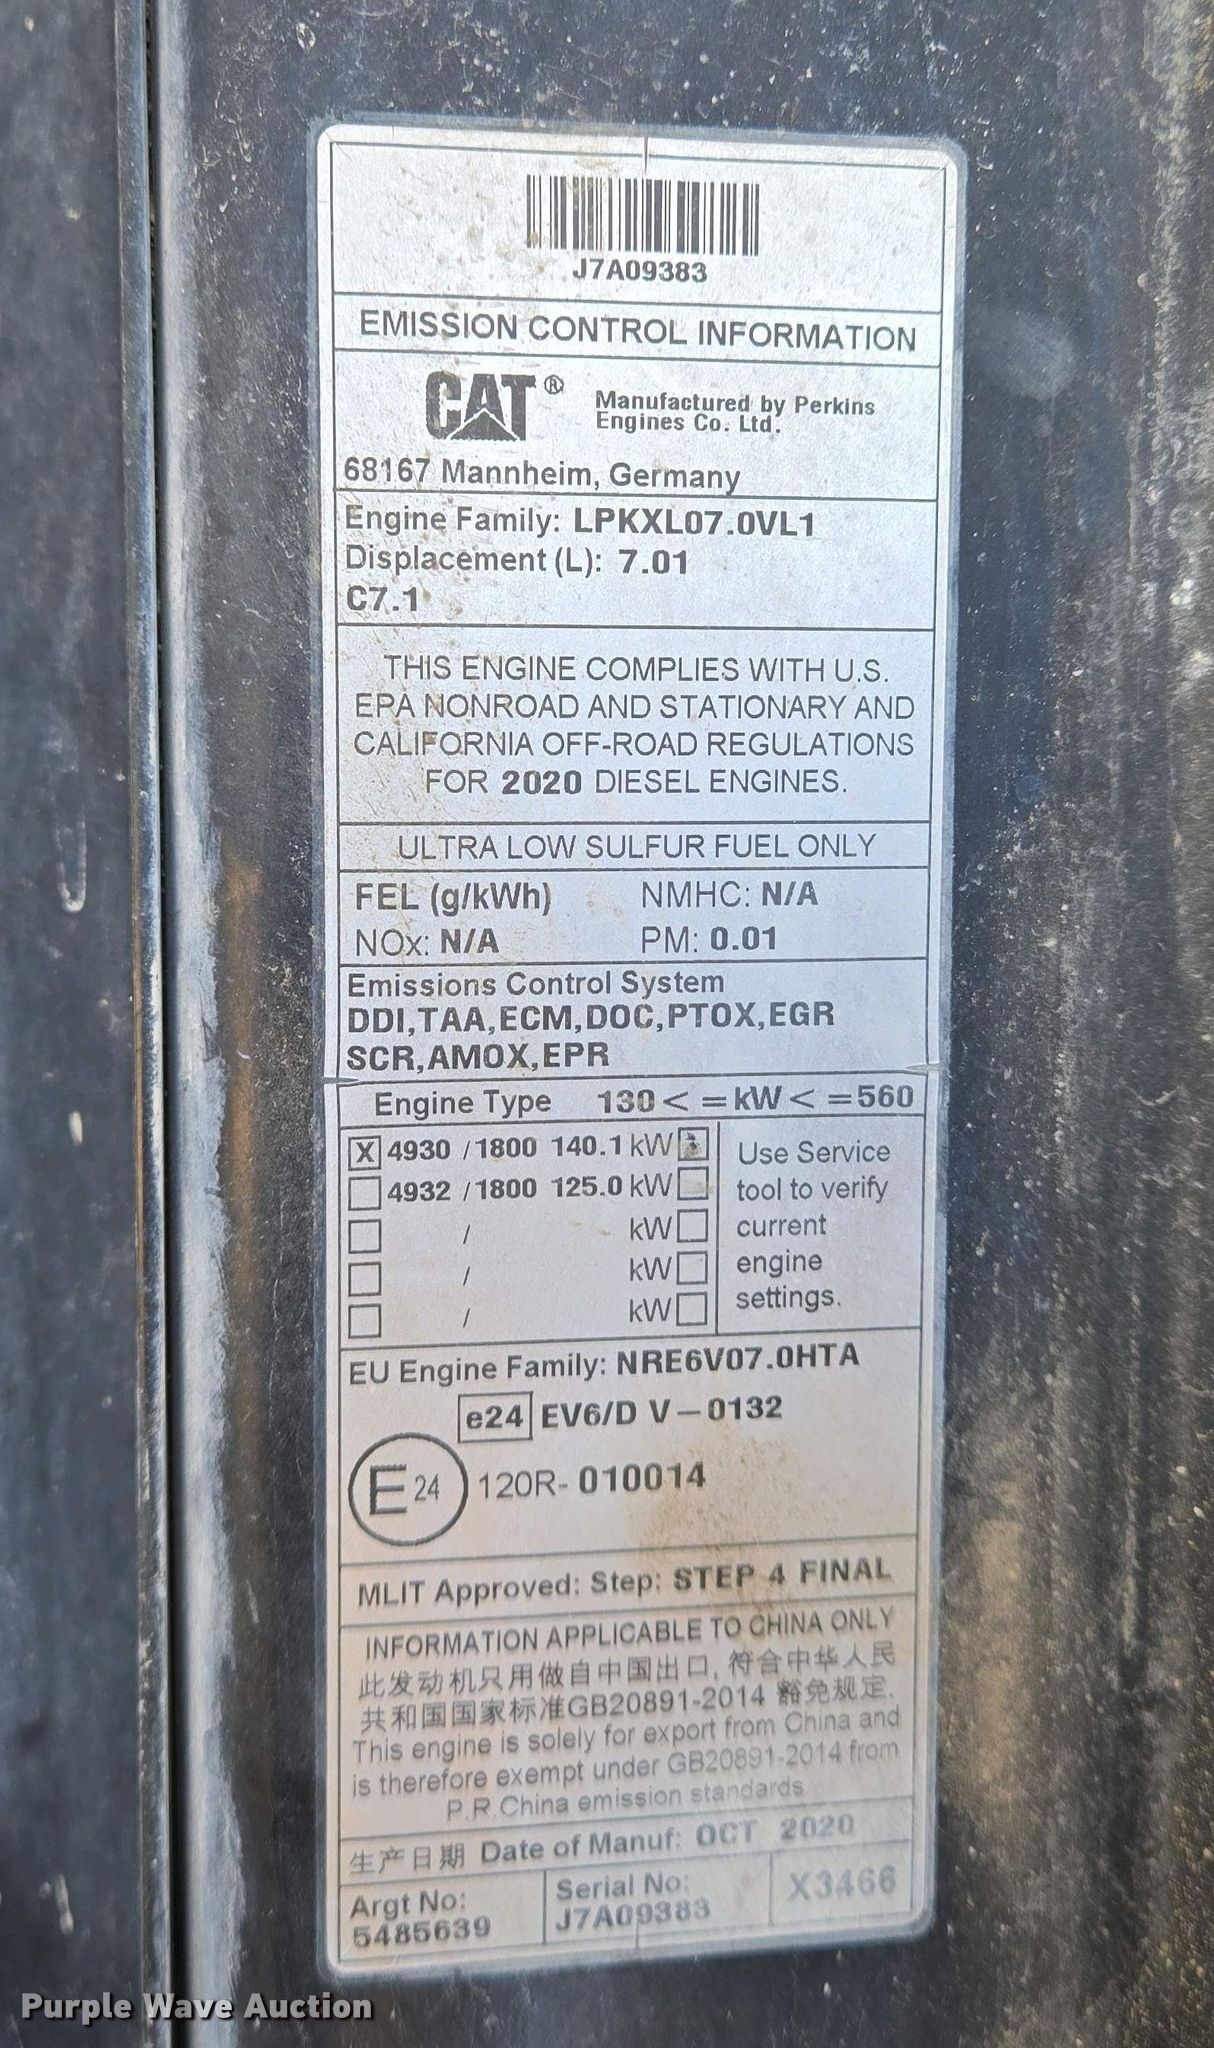 J7A09383
EMISSION CONTROL INFORMATION
CAT®
Manufactured by Perkins
Engines Co. Ltd.
68167 Mannheim, Germany
Engine Family: LPKXL07.0VL1
Displacement (L): 7.01
C7.1
THIS ENGINE COMPLIES WITH U.S.
EPA NONROAD AND STATIONARY AND
CALIFORNIA OFF-ROAD REGULATIONS
FOR 2020 DIESEL ENGINES.
ULTRA LOW SULFUR FUEL ONLY
FEL (g/kWh) NMHC: N/A
NOx: N/A PM: 0.01
Emissions Control System
DDI,TAA,ECM,DOC,PTOX,EGR
SCR,AMOX,EPR
Engine Type 130< =kW< =560
X 4930 /1800 140.1 kW
4932 /1800 125.0 kW
/ kW
/ kW
/ kW
Use Service
tool to verify
current
engine
settings.
EU Engine Family: NRE6V07.0HTA
e24 EV6/D V-0132
E 24 120R-010014
MLIT Approved: Step: STEP 4 FINAL
INFORMATION APPLICABLE TO CHINA ONLY
此发动机只用做自中国出口, 符合中华人民
共和国国家标准GB20891-2014 豁免规定.
This engine is solely for export from China and
is therefore exempt under GB20891-2014 from
P.R.China emission standards
生产日期 Date of Manuf: OCT 2020
Argt No:
5485639
Serial No:
J7A09383
X3466
Purple Wave Auction